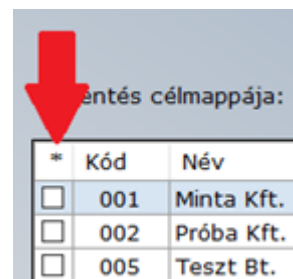 entés célmappája:
* Kód Név
001 Minta Kft.
002 Próba Kft.
005 Teszt Bt.